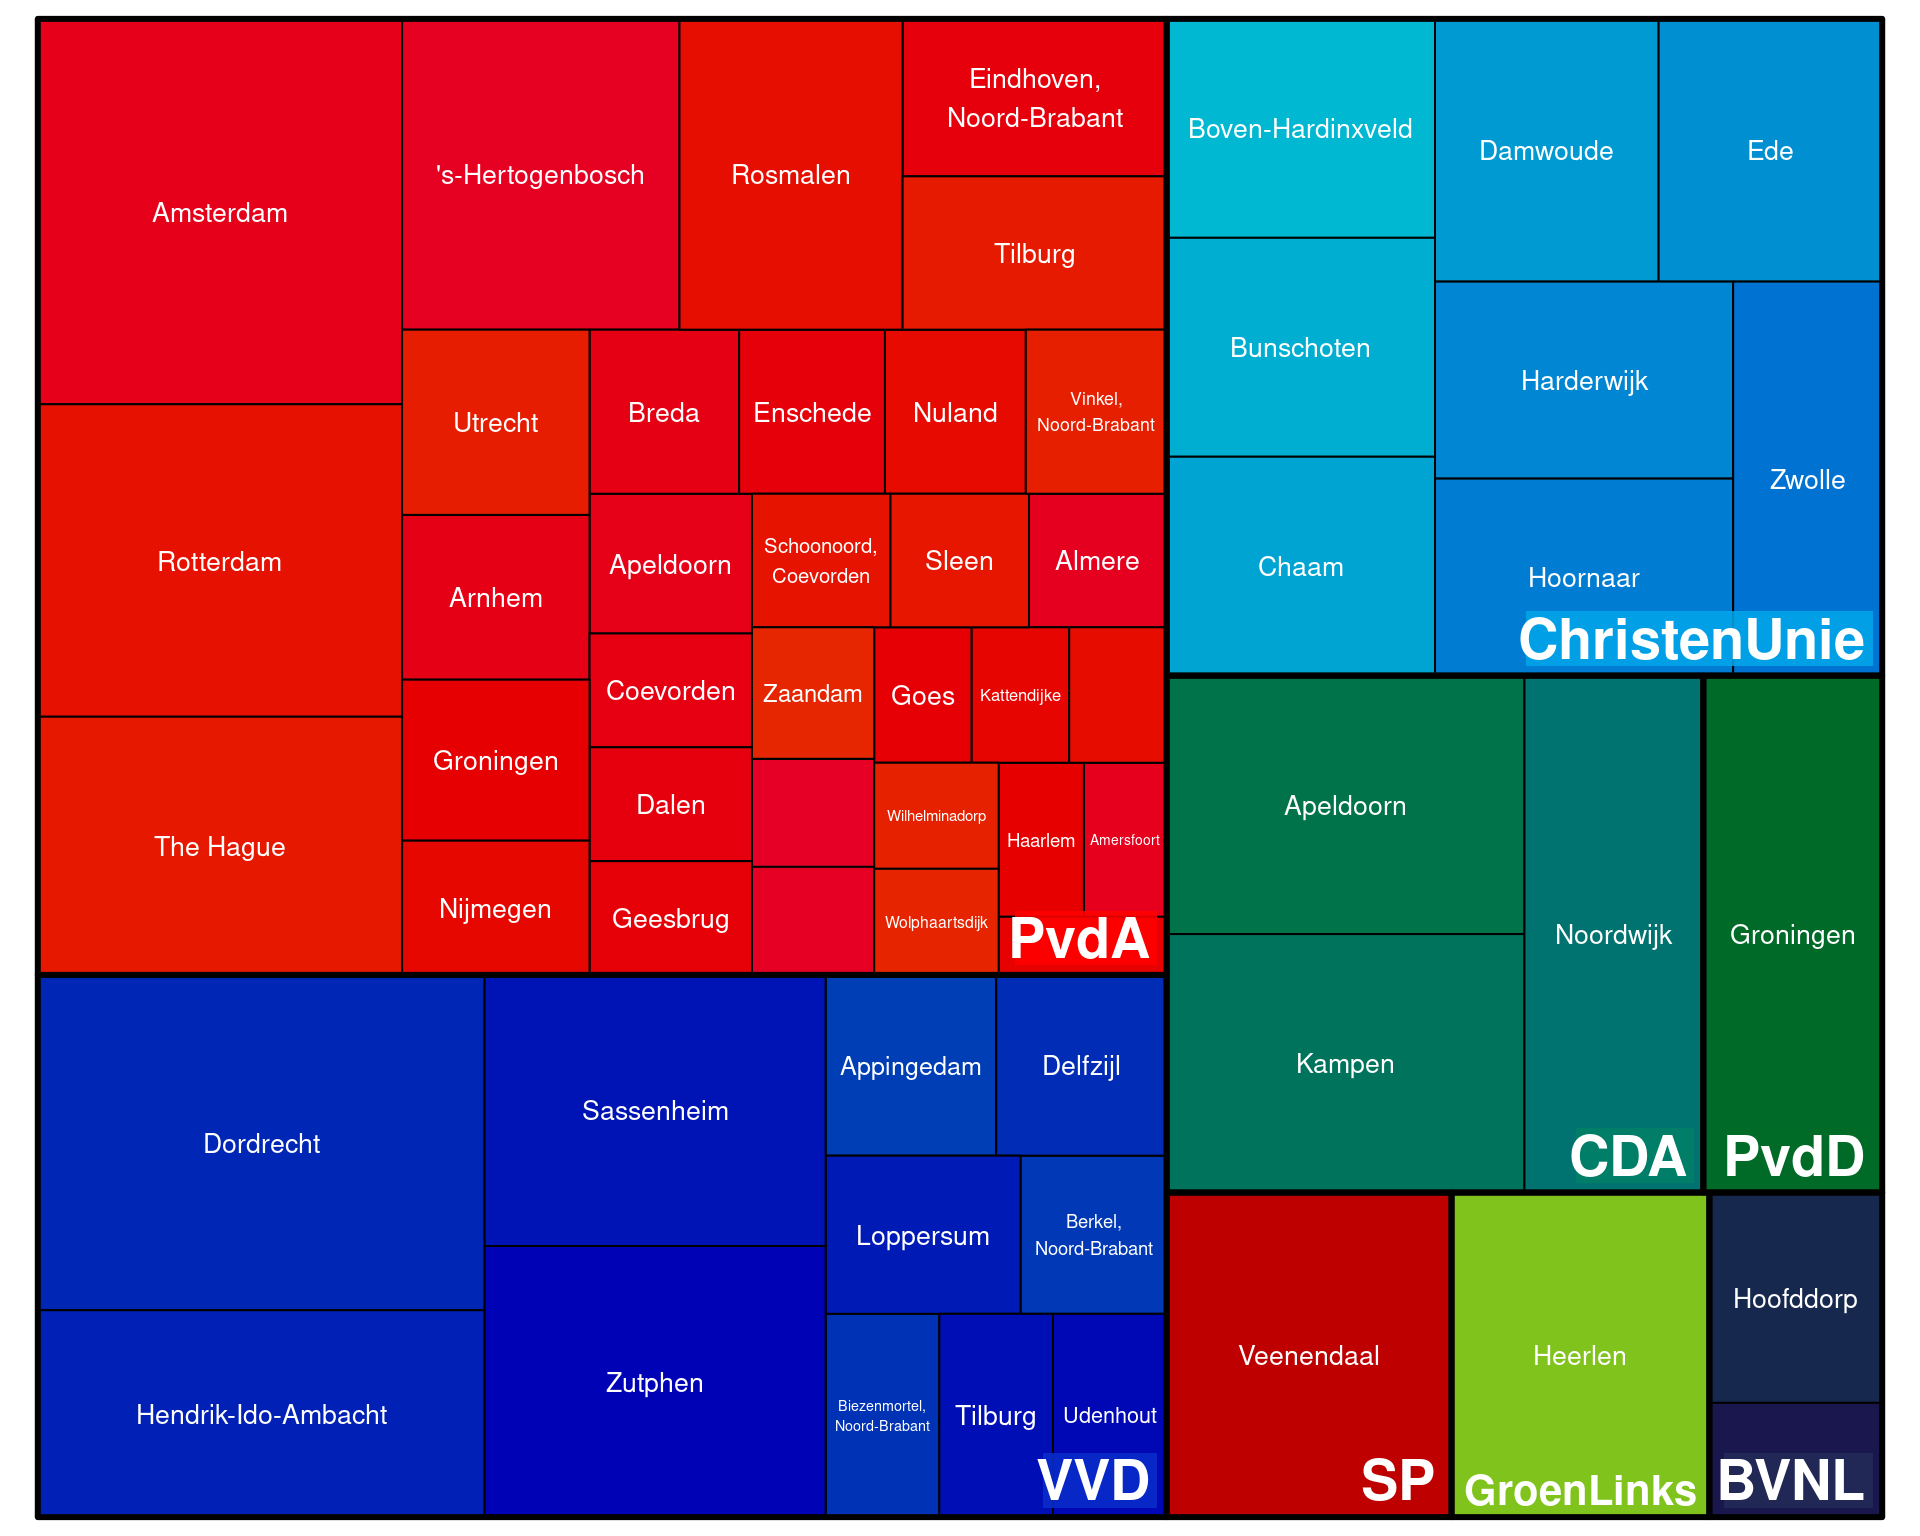 Amsterdam
Rotterdam
The Hague
's-Hertogenbosch
Rosmalen
Eindhoven,
Noord-Brabant
Tilburg
Utrecht
Arnhem
Groningen
Nijmegen
Breda
Enschede
Nuland
Vinkel,
Noord-Brabant
Apeldoorn
Coevorden
Dalen
Geesbrug
Schoonoord,
Coevorden
Sleen
Almere
Zaandam
Goes
Kattendijke
Wilhelminadorp
Wolphaartsdijk
Haarlem
Amersfoort
PvdA
Dordrecht
Hendrik-Ido-Ambacht
Sassenheim
Zutphen
Appingedam
Delfzijl
Loppersum
Berkel,
Noord-Brabant
Biezenmortel,
Noord-Brabant
Tilburg
Udenhout
VVD
Boven-Hardinxveld
Bunschoten
Chaam
Damwoude
Ede
Harderwijk
Hoornaar
Zwolle
ChristenUnie
Apeldoorn
Kampen
Noordwijk
CDA
Groningen
PvdD
Veenendaal
SP
Heerlen
GroenLinks
Hoofddorp
BVNL